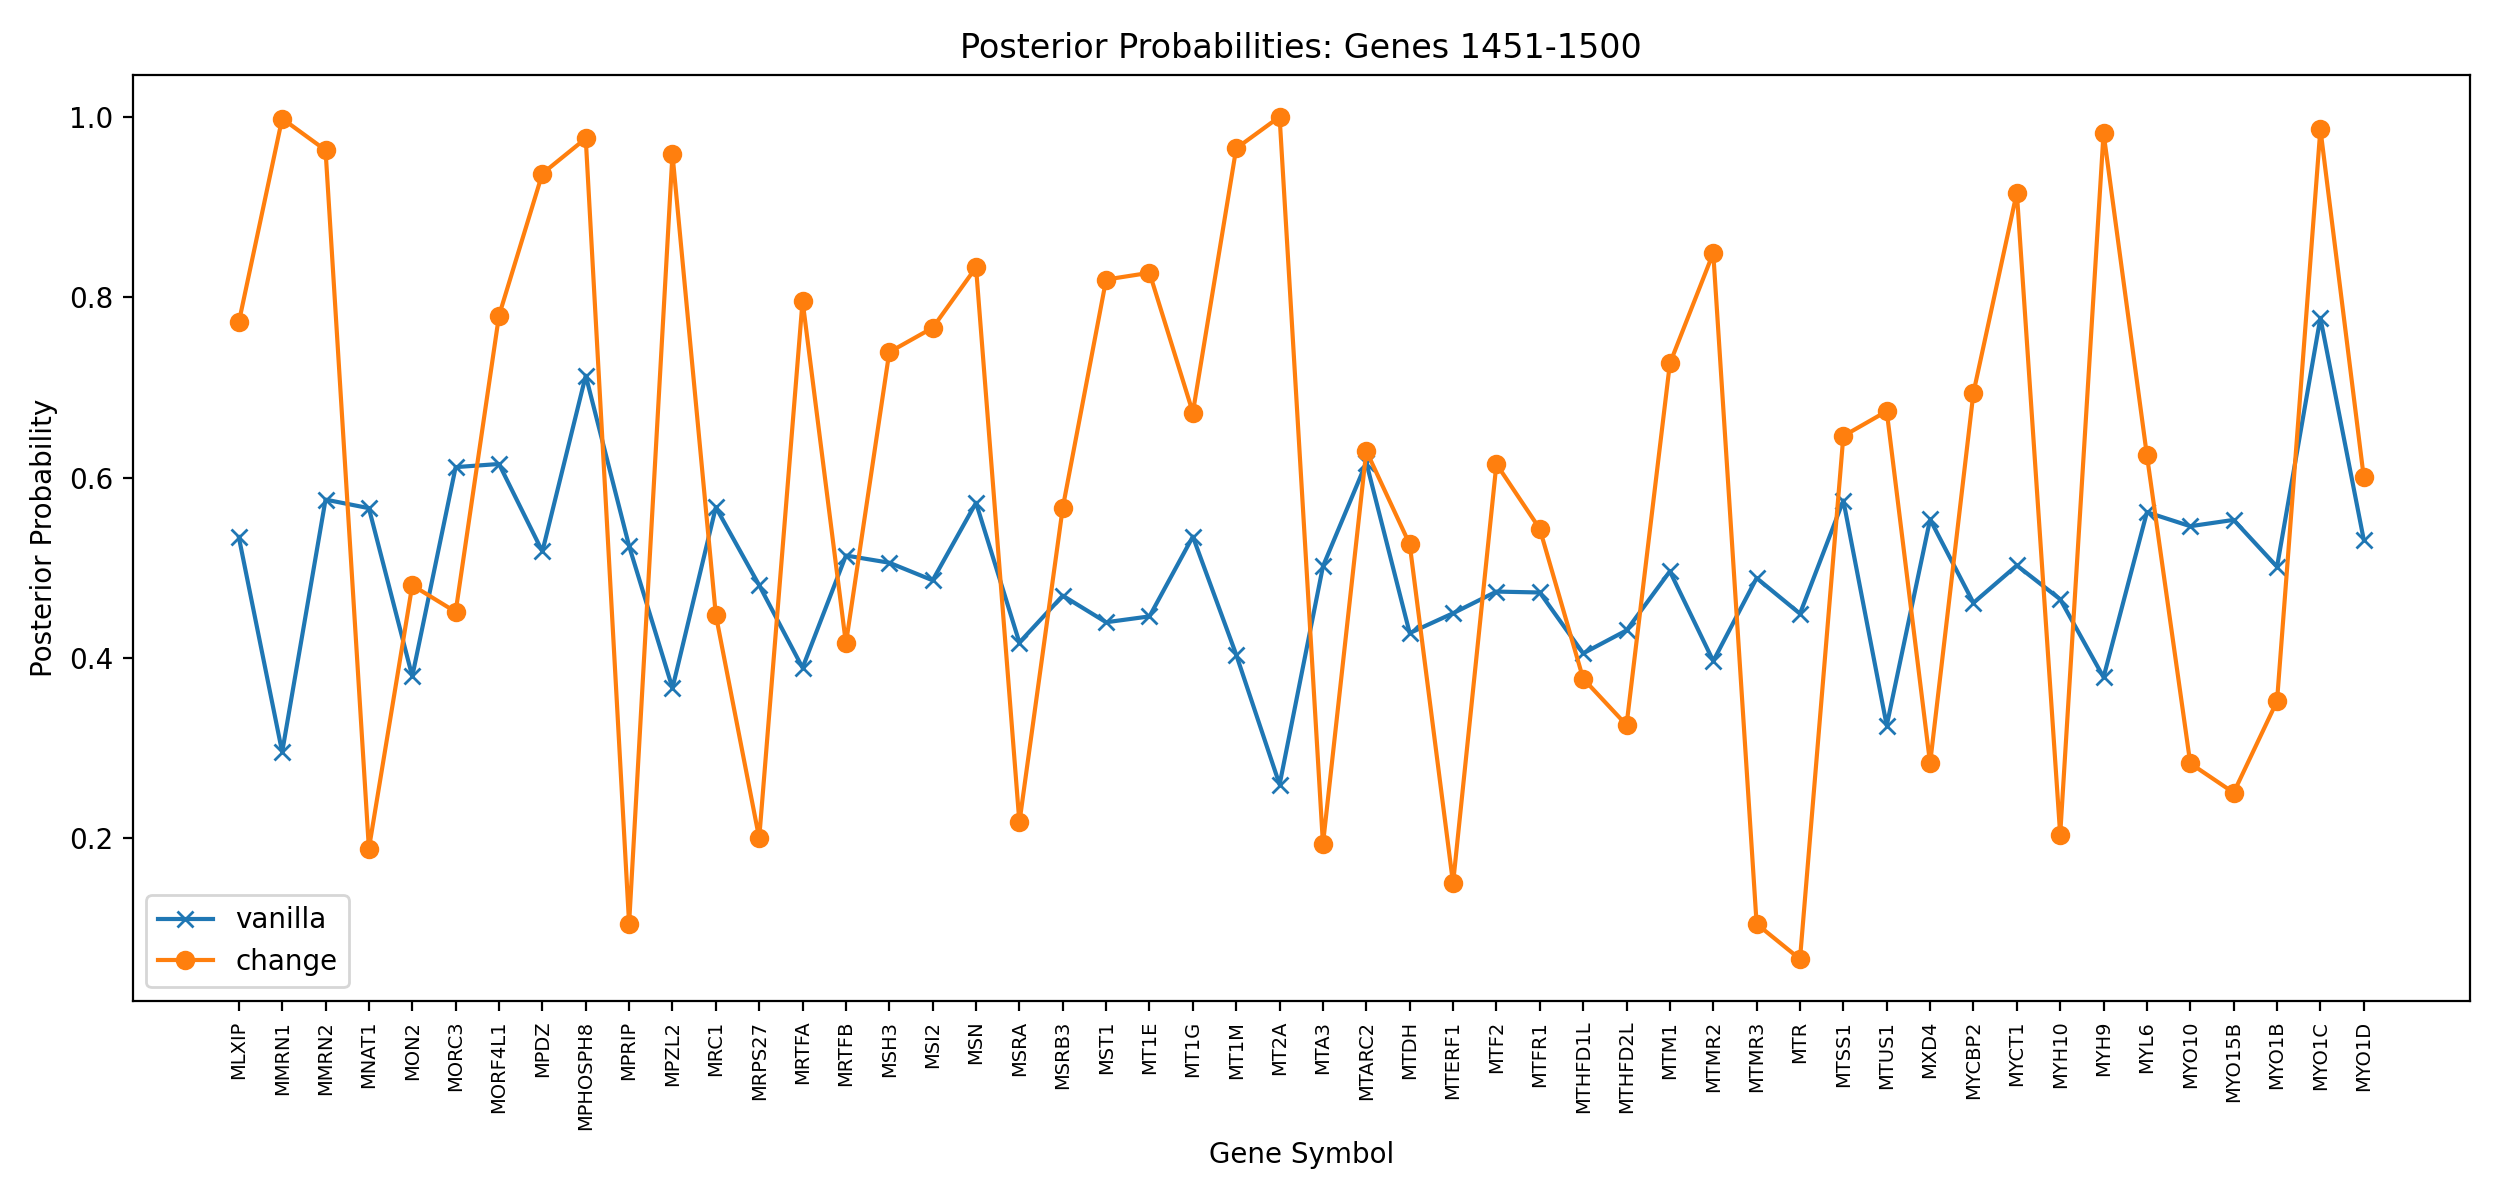 Posterior Probabilities: Genes 1451-1500
Posterior Probability
1.0
0.8
0.6
0.4
0.2
vanilla
change
MLXIP
MMRN1
MMRN2
MNAT1
MON2
MORC3
MORF4L1
MPDZ
MPHOSPH8
MPRIP
MPZL2
MRC1
MRPS27
MRTFA
MRTFB
MSH3
MSI2
MSN
MSRA
MSRB3
MST1
MT1E
MT1G
MT1M
MT2A
MTA3
MTARC2
MTDH
MTERF1
MTF2
MTFR1
MTHFD1L
MTHFD2L
MTM1
MTMR2
MTMR3
MTR
MTSS1
MTUS1
MXD4
MYCBP2
MYCT1
MYH10
MYH9
MYL6
MYO10
MYO15B
MYO1B
MYO1C
MYO1D
Gene Symbol